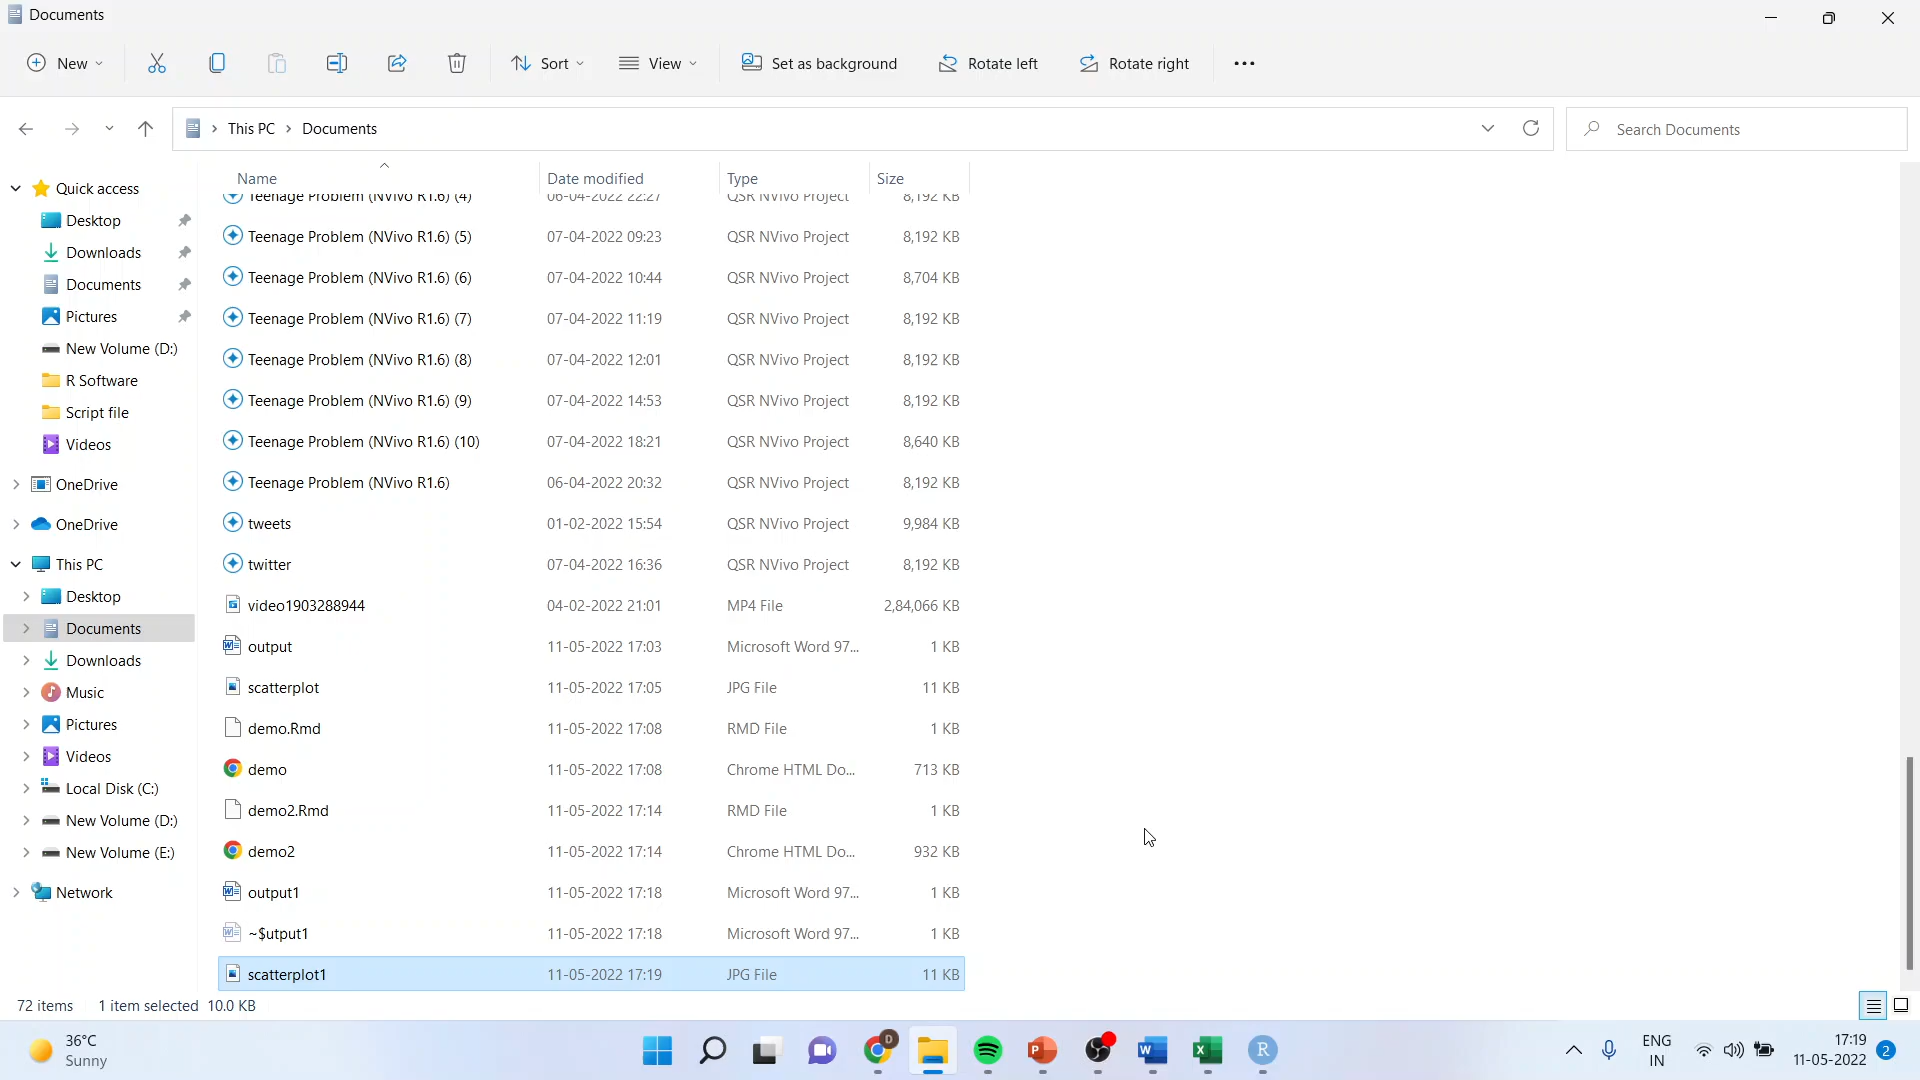 Documents
New
Sort
View
Set as background
Rotate left
Rotate right
This PC > Documents
Search Documents
Name Date modified Type Size
Quick access
Desktop
Downloads
Documents
Pictures
New Volume (D:)
R Software
Script file
Videos
OneDrive
OneDrive
This PC
Desktop
Documents
Downloads
Music
Pictures
Videos
Local Disk (C:)
New Volume (D:)
New Volume (E:)
Network
Teenage Problem (NVivo R1.6) (4) 06-04-2022 22:27 QSR NVivo Project 8,192 KB
Teenage Problem (NVivo R1.6) (5) 07-04-2022 09:23 QSR NVivo Project 8,192 KB
Teenage Problem (NVivo R1.6) (6) 07-04-2022 10:44 QSR NVivo Project 8,704 KB
Teenage Problem (NVivo R1.6) (7) 07-04-2022 11:19 QSR NVivo Project 8,192 KB
Teenage Problem (NVivo R1.6) (8) 07-04-2022 12:01 QSR NVivo Project 8,192 KB
Teenage Problem (NVivo R1.6) (9) 07-04-2022 14:53 QSR NVivo Project 8,192 KB
Teenage Problem (NVivo R1.6) (10) 07-04-2022 18:21 QSR NVivo Project 8,640 KB
Teenage Problem (NVivo R1.6) 06-04-2022 20:32 QSR NVivo Project 8,192 KB
tweets 01-02-2022 15:54 QSR NVivo Project 9,984 KB
twitter 07-04-2022 16:36 QSR NVivo Project 8,192 KB
video1903288944 04-02-2022 21:01 MP4 File 2,84,066 KB
output 11-05-2022 17:03 Microsoft Word 97... 1 KB
scatterplot 11-05-2022 17:05 JPG File 11 KB
demo.Rmd 11-05-2022 17:08 RMD File 1 KB
demo 11-05-2022 17:08 Chrome HTML Do... 713 KB
demo2.Rmd 11-05-2022 17:14 RMD File 1 KB
demo2 11-05-2022 17:14 Chrome HTML Do... 932 KB
output1 11-05-2022 17:18 Microsoft Word 97... 1 KB
~$utput1 11-05-2022 17:18 Microsoft Word 97... 1 KB
scatterplot1 11-05-2022 17:19 JPG File 11 KB
72 items 1 item selected 10.0 KB
36°C
Sunny
D
P
W
X
R
ENG
IN
17:19
11-05-2022
2